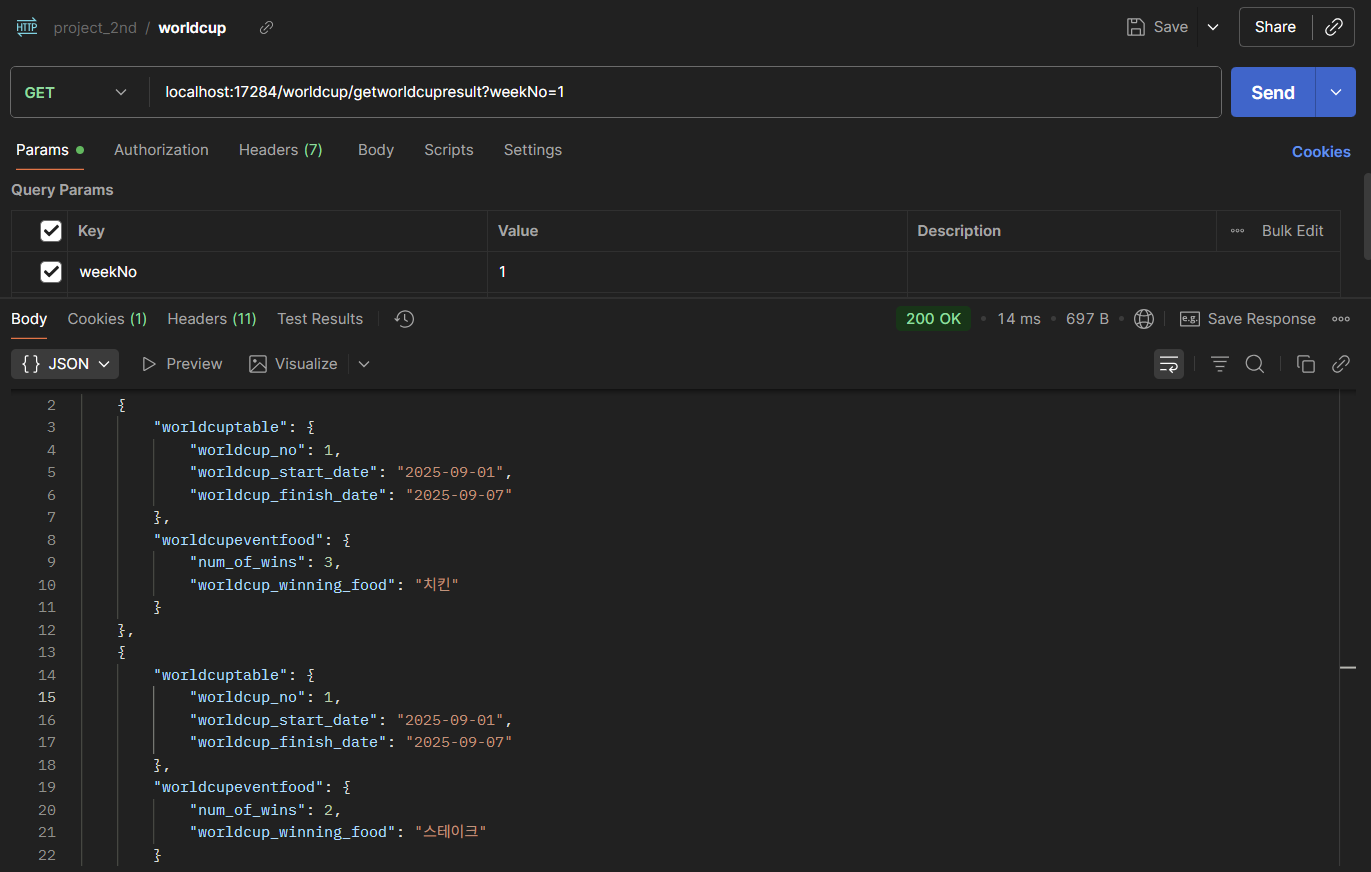 HTTP project_2nd / worldcup Save Share
GET localhost:17284/worldcup/getworldcupresult?weekNo=1 Send
Params Authorization Headers (7) Body Scripts Settings Cookies
Query Params
Key Value Description Bulk Edit
weekNo 1
Body Cookies (1) Headers (11) Test Results 200 OK 14 ms 697 B e.g. Save Response
{} JSON Preview Visualize
2 {
3 "worldcuptable": {
4 "worldcup_no": 1,
5 "worldcup_start_date": "2025-09-01",
6 "worldcup_finish_date": "2025-09-07"
7 },
8 "worldcupeventfood": {
9 "num_of_wins": 3,
10 "worldcup_winning_food": "치킨"
11 }
12 },
13 {
14 "worldcuptable": {
15 "worldcup_no": 1,
16 "worldcup_start_date": "2025-09-01",
17 "worldcup_finish_date": "2025-09-07"
18 },
19 "worldcupeventfood": {
20 "num_of_wins": 2,
21 "worldcup_winning_food": "스테이크"
22 }